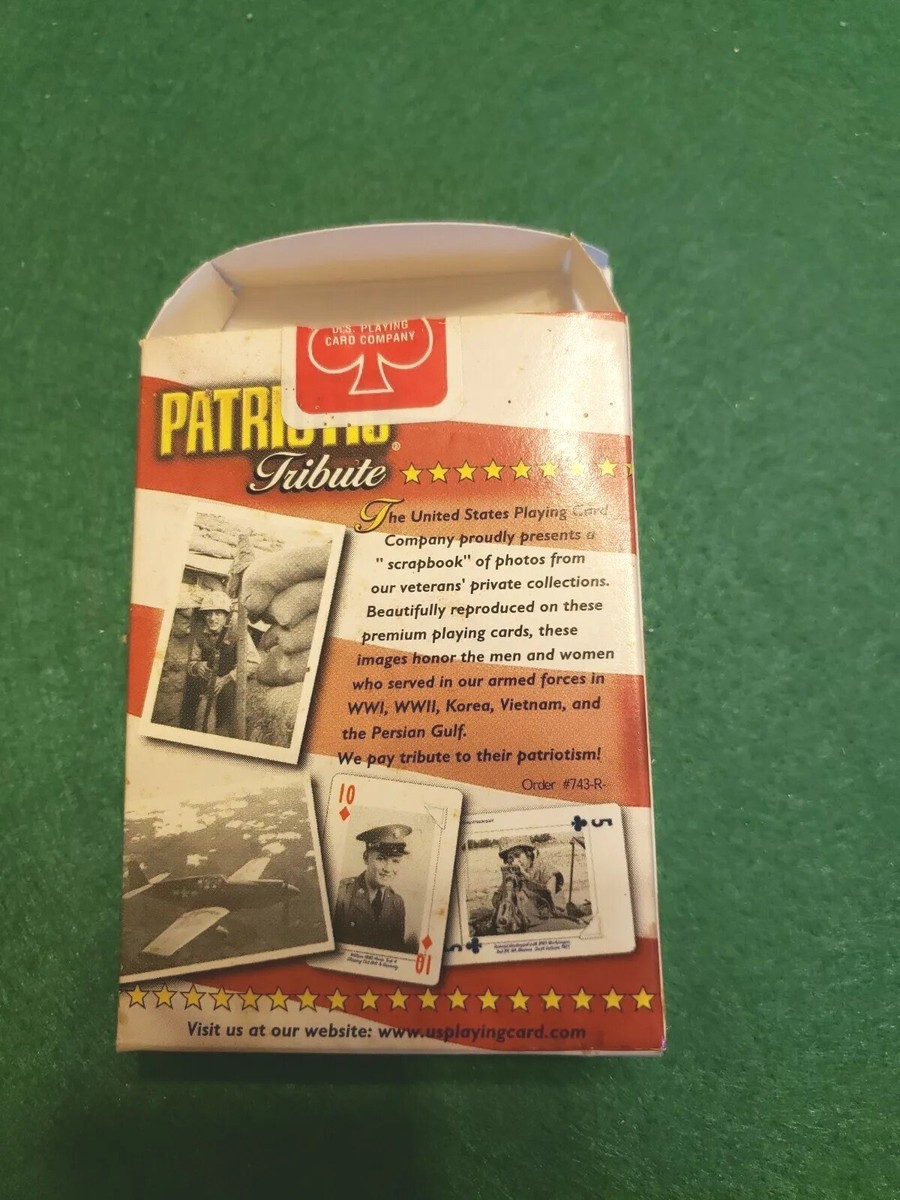 U.S. PLAYING
CARD COMPANY
PATRIOTIC®
Tribute
The United States Playing Card
Company proudly presents a
" scrapbook" of photos from
our veterans' private collections.
Beautifully reproduced on these
premium playing cards, these
images honor the men and women
who served in our armed forces in
WWI, WWII, Korea, Vietnam, and
the Persian Gulf.
We pay tribute to their patriotism!
Order #743-R-
10
5
10
5
Visit us at our website: www.usplayingcard.com